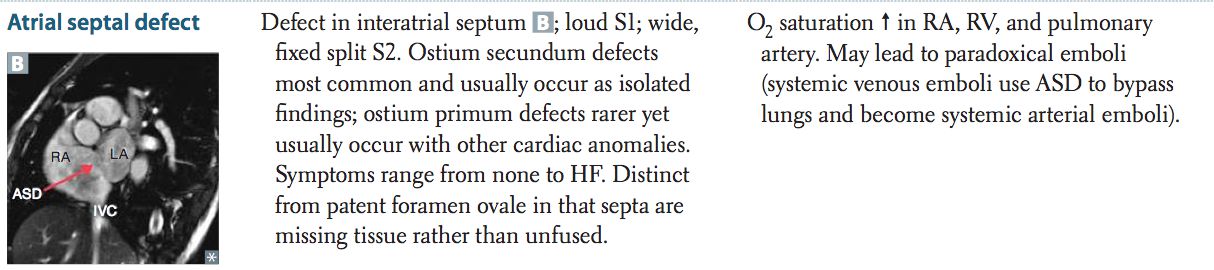 Atrial septal defect
B
RA
LA
ASD
IVC
*
Defect in interatrial septum B; loud S1; wide,
fixed split S2. Ostium secundum defects
most common and usually occur as isolated
findings; ostium primum defects rarer yet
usually occur with other cardiac anomalies.
Symptoms range from none to HF. Distinct
from patent foramen ovale in that septa are
missing tissue rather than unfused.
O₂ saturation ↑ in RA, RV, and pulmonary
artery. May lead to paradoxical emboli
(systemic venous emboli use ASD to bypass
lungs and become systemic arterial emboli).